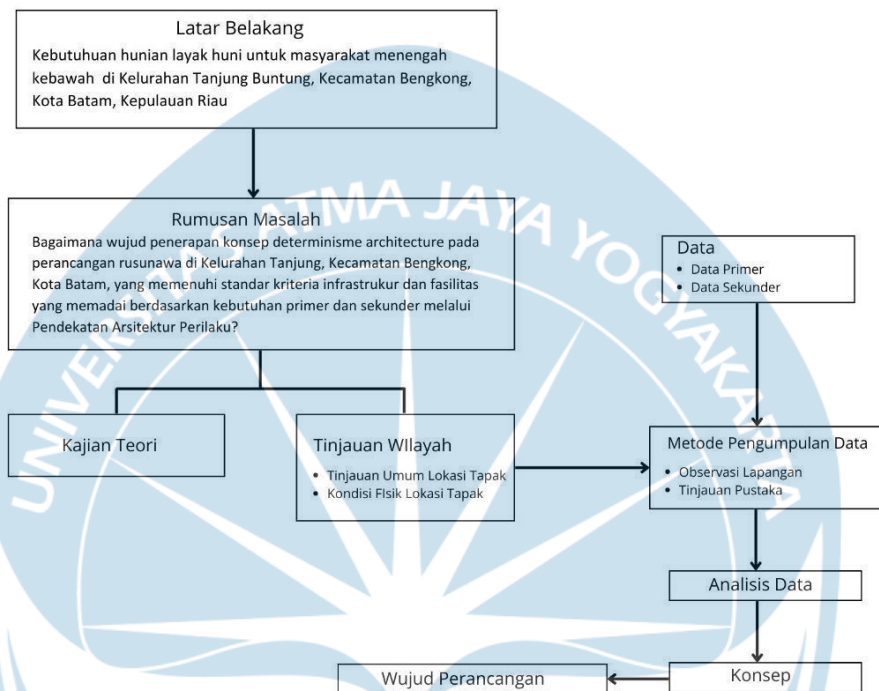 Latar Belakang
Kebutuhuan hunian layak huni untuk masyarakat menengah
kebawah di Kelurahan Tanjung Buntung, Kecamatan Bengkong,
Kota Batam, Kepulauan Riau
Rumusan Masalah
Bagaimana wujud penerapan konsep determinisme architecture pada
perancangan rusunawa di Kelurahan Tanjung, Kecamatan Bengkong,
Kota Batam, yang memenuhi standar kriteria infrastrukur dan fasilitas
yang memadai berdasarkan kebutuhan primer dan sekunder melalui
Pendekatan Arsitektur Perilaku?
Data
• Data Primer
• Data Sekunder
Kajian Teori
Tinjauan WIlayah
• Tinjauan Umum Lokasi Tapak
• Kondisi FIsik Lokasi Tapak
Metode Pengumpulan Data
• Observasi Lapangan
• Tinjauan Pustaka
Analisis Data
Konsep
Wujud Perancangan
UNIVERSITAS ATMA JAYA YOGYAKARTA